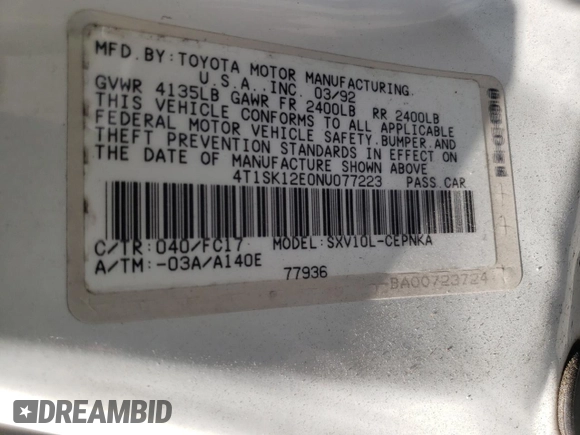 MFD.BY:TOYOTA MOTOR MANUFACTURING
U.S.A.,INC. 03/92
GVWR 4135LB GAWR FR 2400LB RR 2400LB
THIS VEHICLE CONFORMS TO ALL APPLICABLE
FEDERAL MOTOR VEHICLE SAFETY,BUMPER,AND
THEFT PREVENTION STANDARDS IN EFFECT ON
THE DATE OF MANUFACTURE SHOWN ABOVE
4T1SK12E0NU077223 PASS.CAR
C/TR:040/FC17 MODEL:SXV10L-CEPNKA
A/TM:-03A/A140E
77936
BA00723724
DREAMBID